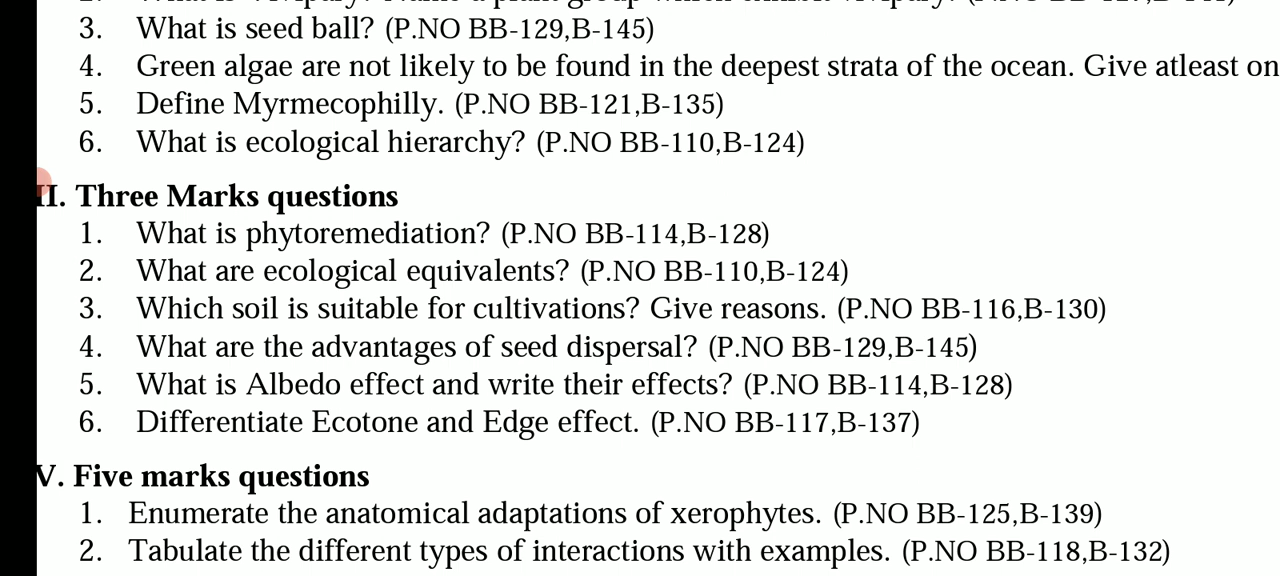 3. What is seed ball? (P.NO BB-129,B-145)
4. Green algae are not likely to be found in the deepest strata of the ocean. Give atleast on
5. Define Myrmecophilly. (P.NO BB-121,B-135)
6. What is ecological hierarchy? (P.NO BB-110,B-124)
II. Three Marks questions
1. What is phytoremediation? (P.NO BB-114,B-128)
2. What are ecological equivalents? (P.NO BB-110,B-124)
3. Which soil is suitable for cultivations? Give reasons. (P.NO BB-116,B-130)
4. What are the advantages of seed dispersal? (P.NO BB-129,B-145)
5. What is Albedo effect and write their effects? (P.NO BB-114,B-128)
6. Differentiate Ecotone and Edge effect. (P.NO BB-117,B-137)
V. Five marks questions
1. Enumerate the anatomical adaptations of xerophytes. (P.NO BB-125,B-139)
2. Tabulate the different types of interactions with examples. (P.NO BB-118,B-132)